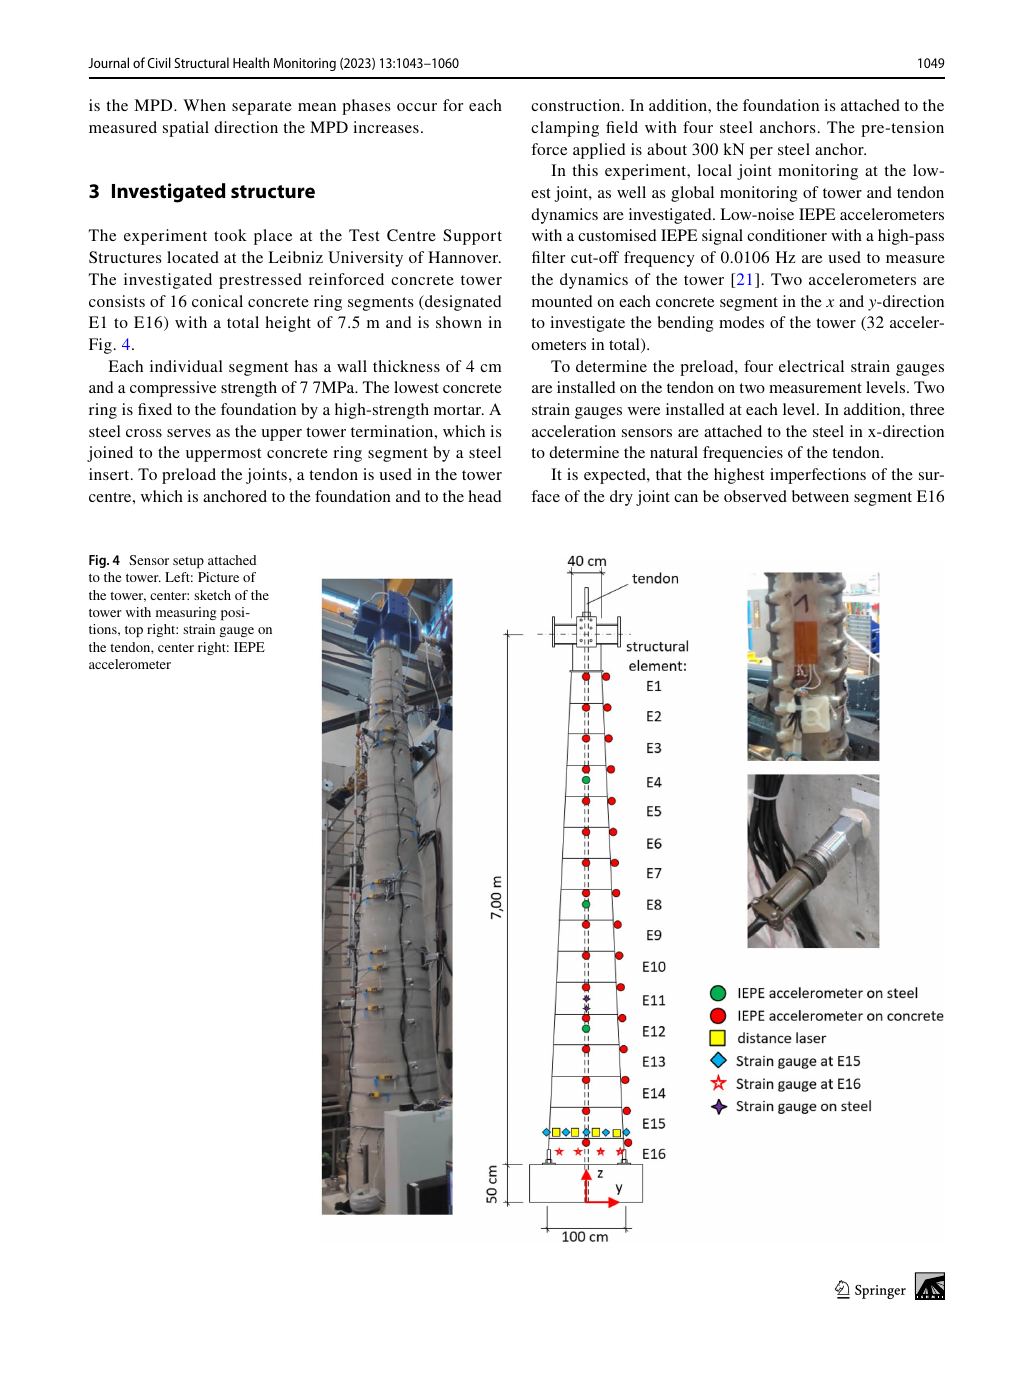 Journal of Civil Structural Health Monitoring (2023) 13:1043–1060
1049
is the MPD. When separate mean phases occur for each
measured spatial direction the MPD increases.
3 Investigated structure
The experiment took place at the Test Centre Support
Structures located at the Leibniz University of Hannover.
The investigated prestressed reinforced concrete tower
consists of 16 conical concrete ring segments (designated
E1 to E16) with a total height of 7.5 m and is shown in
Fig. 4.
Each individual segment has a wall thickness of 4 cm
and a compressive strength of 7 7MPa. The lowest concrete
ring is fixed to the foundation by a high-strength mortar. A
steel cross serves as the upper tower termination, which is
joined to the uppermost concrete ring segment by a steel
insert. To preload the joints, a tendon is used in the tower
centre, which is anchored to the foundation and to the head
construction. In addition, the foundation is attached to the
clamping field with four steel anchors. The pre-tension
force applied is about 300 kN per steel anchor.
In this experiment, local joint monitoring at the low-
est joint, as well as global monitoring of tower and tendon
dynamics are investigated. Low-noise IEPE accelerometers
with a customised IEPE signal conditioner with a high-pass
filter cut-off frequency of 0.0106 Hz are used to measure
the dynamics of the tower [21]. Two accelerometers are
mounted on each concrete segment in the x and y-direction
to investigate the bending modes of the tower (32 acceler-
ometers in total).
To determine the preload, four electrical strain gauges
are installed on the tendon on two measurement levels. Two
strain gauges were installed at each level. In addition, three
acceleration sensors are attached to the steel in x-direction
to determine the natural frequencies of the tendon.
It is expected, that the highest imperfections of the sur-
face of the dry joint can be observed between segment E16
Fig. 4 Sensor setup attached
to the tower. Left: Picture of
the tower, center: sketch of the
tower with measuring posi-
tions, top right: strain gauge on
the tendon, center right: IEPE
accelerometer
40 cm
tendon
structural
element:
E1
E2
E3
E4
E5
E6
E7
E8
E9
E10
E11
E12
E13
E14
E15
E16
7,00 m
50 cm
z
y
100 cm
1
IEPE accelerometer on steel
IEPE accelerometer on concrete
distance laser
Strain gauge at E15
Strain gauge at E16
Strain gauge on steel
Springer